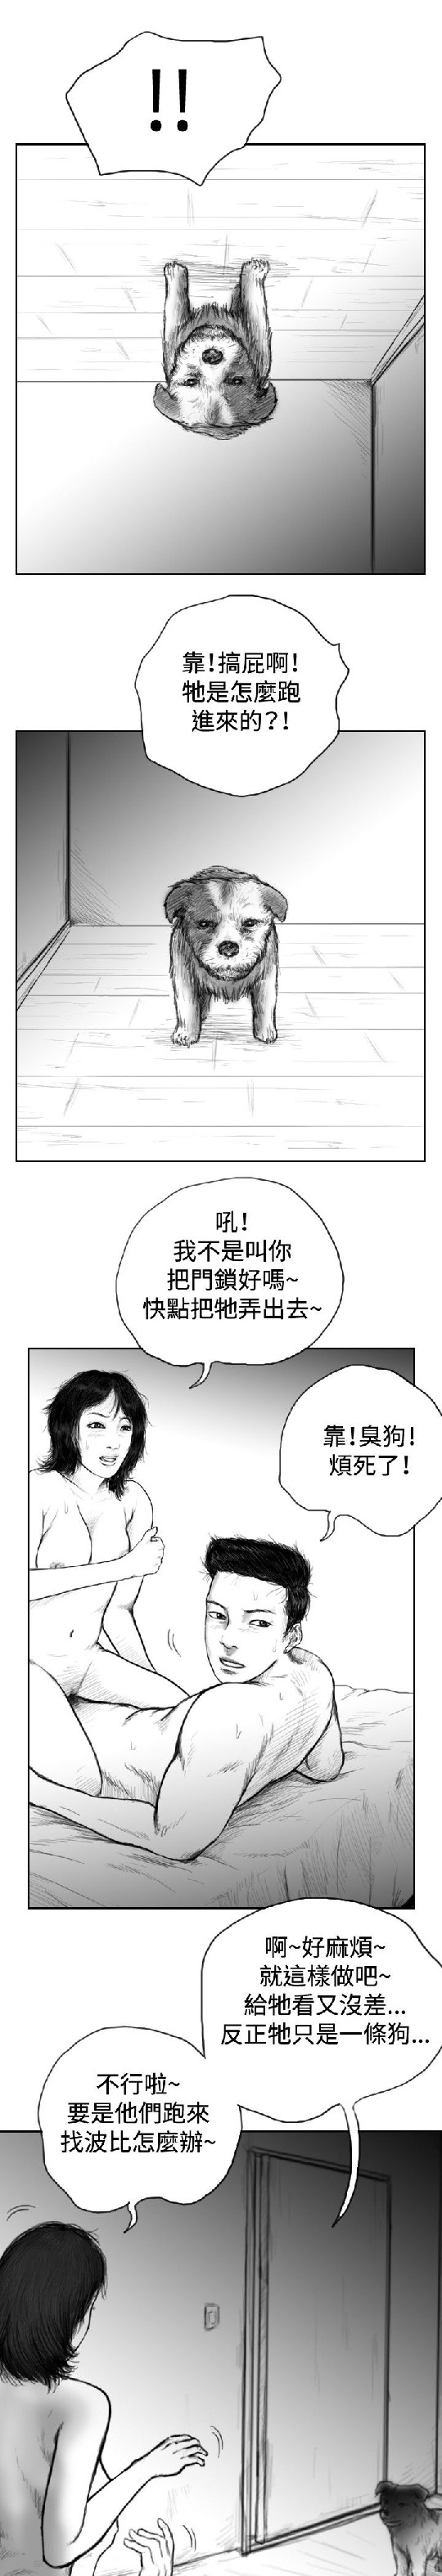 !!
靠！搞屁啊！
牠是怎麼跑
進來的？！
吼！
我不是叫你
把門鎖好嗎~
快點把牠弄出去~
靠！臭狗！
煩死了！
啊~好麻煩~
就這樣做吧~
給牠看又沒差…
反正牠只是一條狗…
不行啦~
要是他們跑來
找波比怎麼辦~